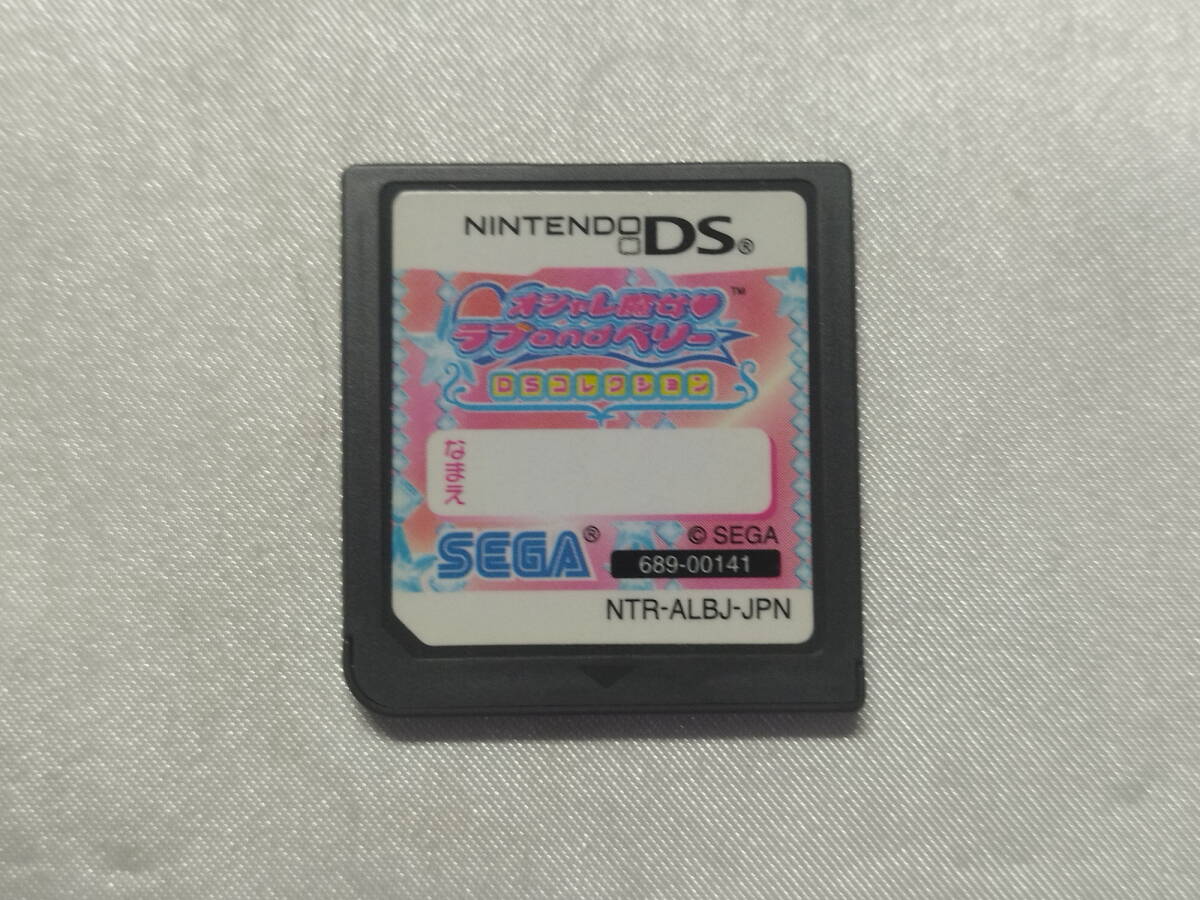 NINTENDO DS®
オシャレ魔女♥™
ラブandベリー
DSコレクション
なまえ
SEGA®
© SEGA
689-00141
NTR-ALBJ-JPN